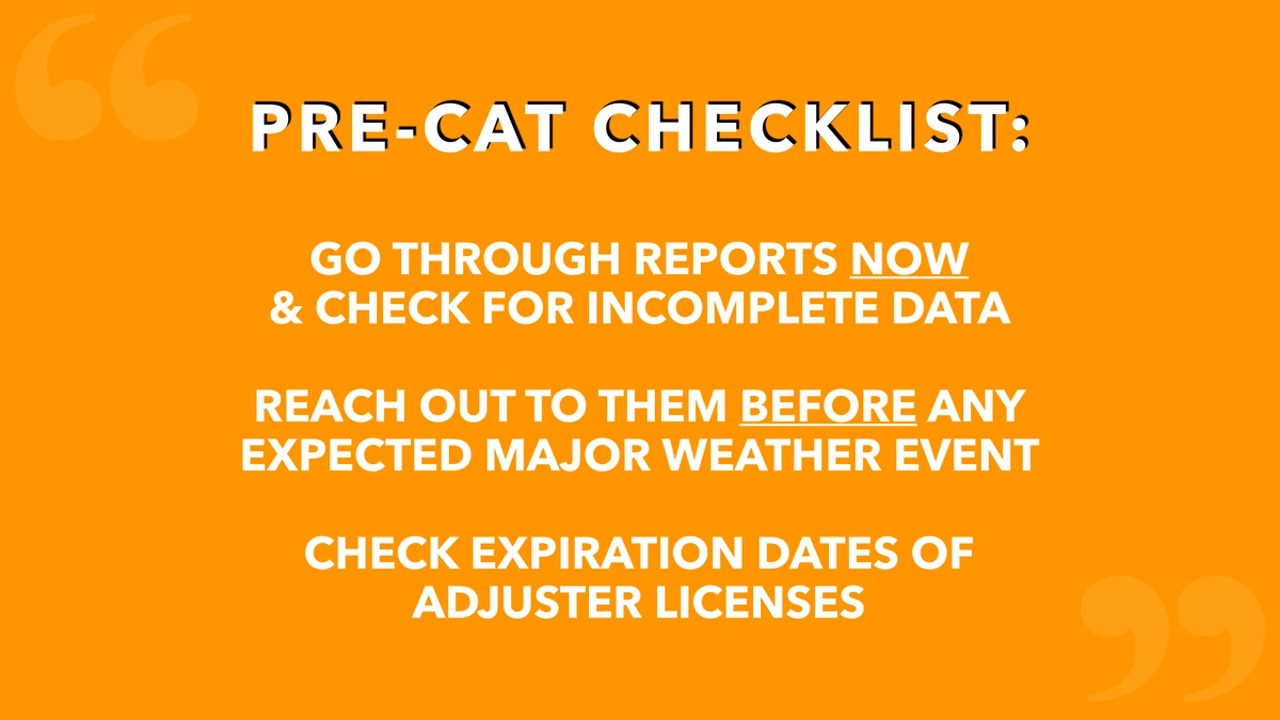 PRE-CAT CHECKLIST:
GO THROUGH REPORTS NOW
& CHECK FOR INCOMPLETE DATA
REACH OUT TO THEM BEFORE ANY
EXPECTED MAJOR WEATHER EVENT
CHECK EXPIRATION DATES OF
ADJUSTER LICENSES